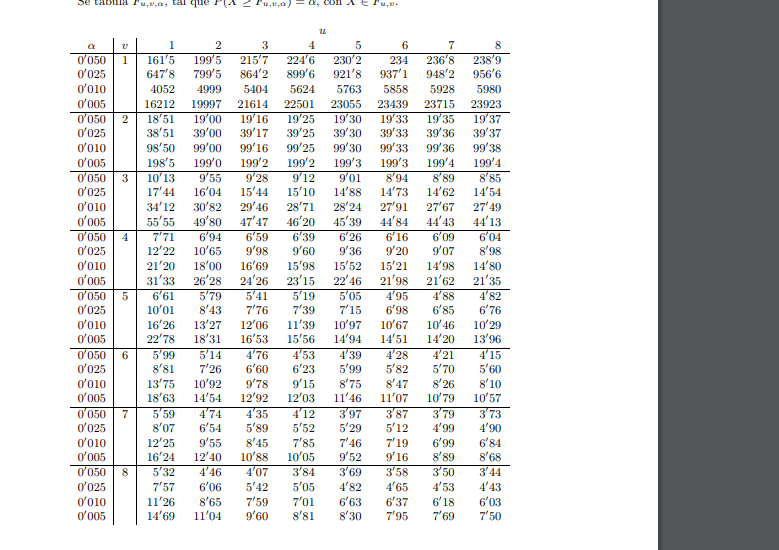 Se tabula Fu,v,α, tal que P(X ≥ Fu,v,α) = α, con X ∈ Fu,v.
u
α v 1 2 3 4 5 6 7 8
0'050 1 161'5 199'5 215'7 224'6 230'2 234 236'8 238'9
0'025 647'8 799'5 864'2 899'6 921'8 937'1 948'2 956'6
0'010 4052 4999 5404 5624 5763 5858 5928 5980
0'005 16212 19997 21614 22501 23055 23439 23715 23923
0'050 2 18'51 19'00 19'16 19'25 19'30 19'33 19'35 19'37
0'025 38'51 39'00 39'17 39'25 39'30 39'33 39'36 39'37
0'010 98'50 99'00 99'16 99'25 99'30 99'33 99'36 99'38
0'005 198'5 199'0 199'2 199'2 199'3 199'3 199'4 199'4
0'050 3 10'13 9'55 9'28 9'12 9'01 8'94 8'89 8'85
0'025 17'44 16'04 15'44 15'10 14'88 14'73 14'62 14'54
0'010 34'12 30'82 29'46 28'71 28'24 27'91 27'67 27'49
0'005 55'55 49'80 47'47 46'20 45'39 44'84 44'43 44'13
0'050 4 7'71 6'94 6'59 6'39 6'26 6'16 6'09 6'04
0'025 12'22 10'65 9'98 9'60 9'36 9'20 9'07 8'98
0'010 21'20 18'00 16'69 15'98 15'52 15'21 14'98 14'80
0'005 31'33 26'28 24'26 23'15 22'46 21'98 21'62 21'35
0'050 5 6'61 5'79 5'41 5'19 5'05 4'95 4'88 4'82
0'025 10'01 8'43 7'76 7'39 7'15 6'98 6'85 6'76
0'010 16'26 13'27 12'06 11'39 10'97 10'67 10'46 10'29
0'005 22'78 18'31 16'53 15'56 14'94 14'51 14'20 13'96
0'050 6 5'99 5'14 4'76 4'53 4'39 4'28 4'21 4'15
0'025 8'81 7'26 6'60 6'23 5'99 5'82 5'70 5'60
0'010 13'75 10'92 9'78 9'15 8'75 8'47 8'26 8'10
0'005 18'63 14'54 12'92 12'03 11'46 11'07 10'79 10'57
0'050 7 5'59 4'74 4'35 4'12 3'97 3'87 3'79 3'73
0'025 8'07 6'54 5'89 5'52 5'29 5'12 4'99 4'90
0'010 12'25 9'55 8'45 7'85 7'46 7'19 6'99 6'84
0'005 16'24 12'40 10'88 10'05 9'52 9'16 8'89 8'68
0'050 8 5'32 4'46 4'07 3'84 3'69 3'58 3'50 3'44
0'025 7'57 6'06 5'42 5'05 4'82 4'65 4'53 4'43
0'010 11'26 8'65 7'59 7'01 6'63 6'37 6'18 6'03
0'005 14'69 11'04 9'60 8'81 8'30 7'95 7'69 7'50